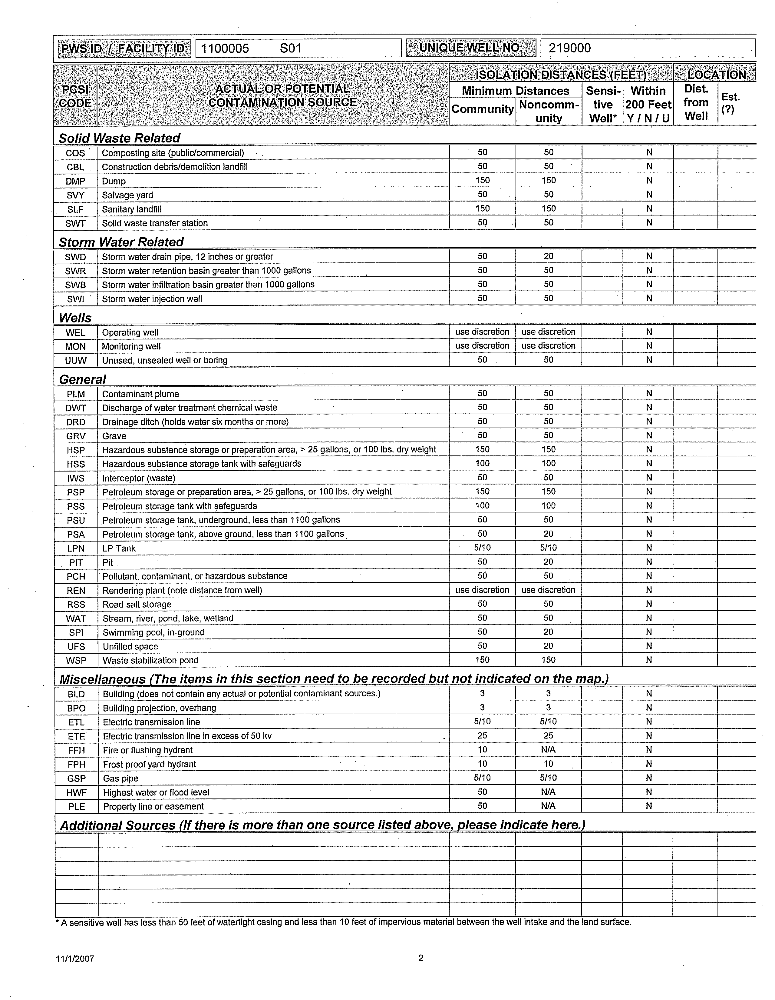 PWS ID / FACILITY ID: 1100005 S01 UNIQUE WELL NO: 219000
PCSI CODE ACTUAL OR POTENTIAL CONTAMINATION SOURCE ISOLATION DISTANCES (FEET) LOCATION
Minimum Distances Sensi-tive Well* Within 200 Feet Y / N / U Dist. from Well Est. (?)
Community Noncomm-unity
Solid Waste Related
COS Composting site (public/commercial) 50 50 N
CBL Construction debris/demolition landfill 50 50 N
DMP Dump 150 150 N
SVY Salvage yard 50 50 N
SLF Sanitary landfill 150 150 N
SWT Solid waste transfer station 50 50 N
Storm Water Related
SWD Storm water drain pipe, 12 inches or greater 50 20 N
SWR Storm water retention basin greater than 1000 gallons 50 50 N
SWB Storm water infiltration basin greater than 1000 gallons 50 50 N
SWI Storm water injection well 50 50 N
Wells
WEL Operating well use discretion use discretion N
MON Monitoring well use discretion use discretion N
UUW Unused, unsealed well or boring 50 50 N
General
PLM Contaminant plume 50 50 N
DWT Discharge of water treatment chemical waste 50 50 N
DRD Drainage ditch (holds water six months or more) 50 50 N
GRV Grave 50 50 N
HSP Hazardous substance storage or preparation area, > 25 gallons, or 100 lbs. dry weight 150 150 N
HSS Hazardous substance storage tank with safeguards 100 100 N
IWS Interceptor (waste) 50 50 N
PSP Petroleum storage or preparation area, > 25 gallons, or 100 lbs. dry weight 150 150 N
PSS Petroleum storage tank with safeguards 100 100 N
PSU Petroleum storage tank, underground, less than 1100 gallons 50 50 N
PSA Petroleum storage tank, above ground, less than 1100 gallons 50 20 N
LPN LP Tank 5/10 5/10 N
PIT Pit 50 20 N
PCH Pollutant, contaminant, or hazardous substance 50 50 N
REN Rendering plant (note distance from well) use discretion use discretion N
RSS Road salt storage 50 50 N
WAT Stream, river, pond, lake, wetland 50 50 N
SPI Swimming pool, in-ground 50 20 N
UFS Unfilled space 50 20 N
WSP Waste stabilization pond 150 150 N
Miscellaneous (The items in this section need to be recorded but not indicated on the map.)
BLD Building (does not contain any actual or potential contaminant sources.) 3 3 N
BPO Building projection, overhang 3 3 N
ETL Electric transmission line 5/10 5/10 N
ETE Electric transmission line in excess of 50 kv 25 25 N
FFH Fire or flushing hydrant 10 N/A N
FPH Frost proof yard hydrant 10 10 N
GSP Gas pipe 5/10 5/10 N
HWF Highest water or flood level 50 N/A N
PLE Property line or easement 50 N/A N
Additional Sources (If there is more than one source listed above, please indicate here.)
* A sensitive well has less than 50 feet of watertight casing and less than 10 feet of impervious material between the well intake and the land surface.
11/1/2007 2